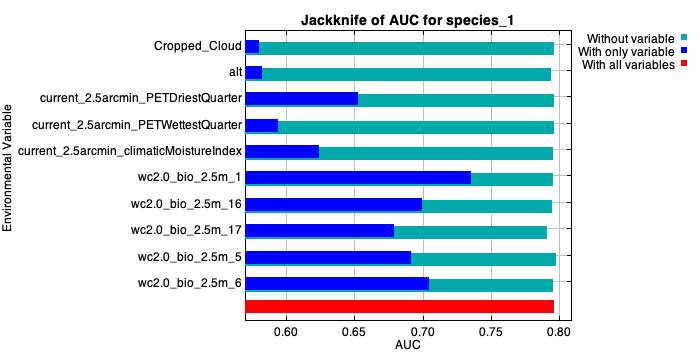 Jackknife of AUC for species_1
Without variable
With only variable
With all variables
Environmental Variable
Cropped_Cloud
alt
current_2.5arcmin_PETDriestQuarter
current_2.5arcmin_PETWettestQuarter
current_2.5arcmin_climaticMoistureIndex
wc2.0_bio_2.5m_1
wc2.0_bio_2.5m_16
wc2.0_bio_2.5m_17
wc2.0_bio_2.5m_5
wc2.0_bio_2.5m_6
0.60 0.65 0.70 0.75 0.80
AUC